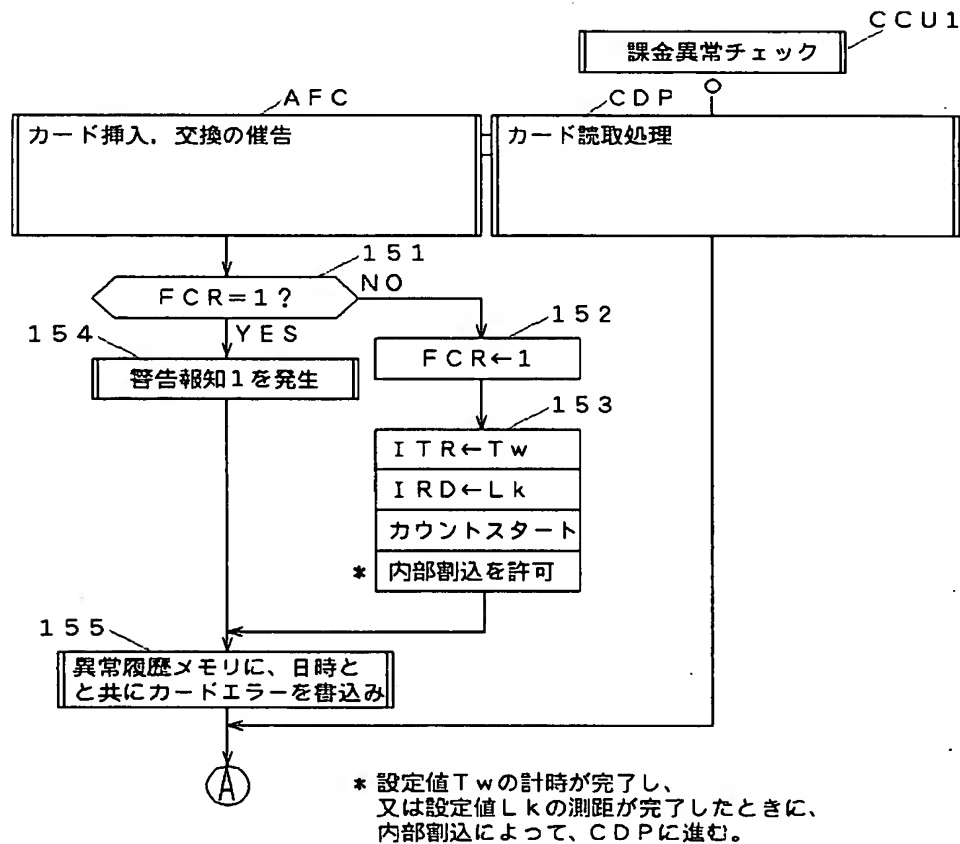 CCU1
課金異常チェック
AFC
CDP
カード挿入．交換の催告
カード読取処理
151
FCR=1？
NO
YES
152
FCR←1
154
警告報知1を発生
153
ITR←Tw
IRD←Lk
カウントスタート
* 内部割込を許可
155
異常履歴メモリに、日時と
と共にカードエラーを書込み
A
* 設定値Twの計時が完了し、
又は設定値Lkの測距が完了したときに、
内部割込によって、CDPに進む。